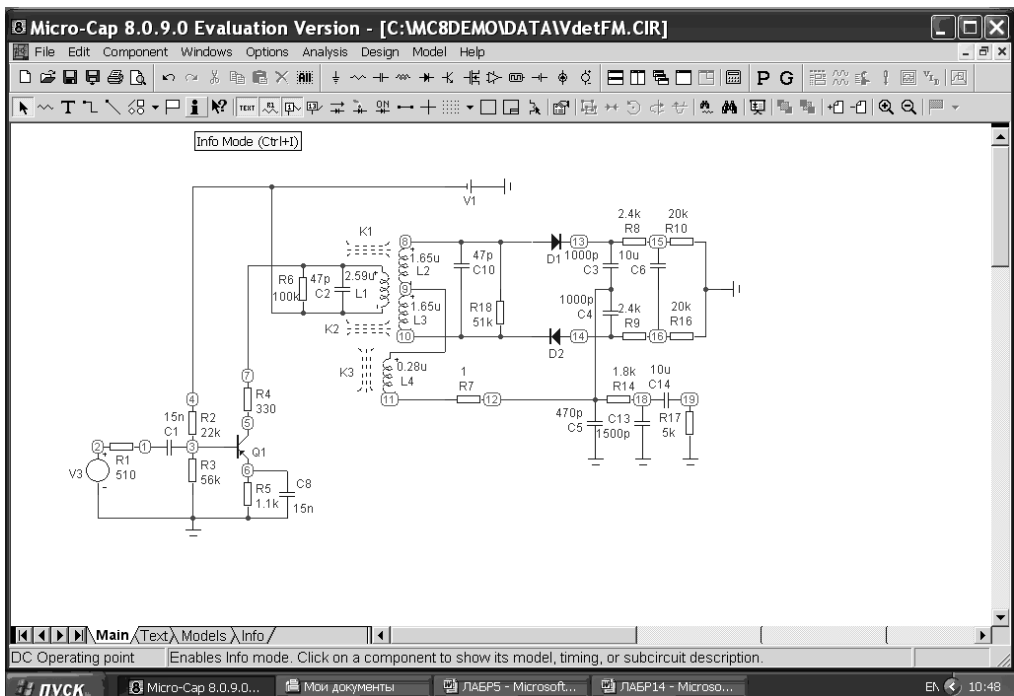 Micro-Cap 8.0.9.0 Evaluation Version - [C:\MC8DEMO\DATA\VdetFM.CIR]
File Edit Component Windows Options Analysis Design Model Help
P G
T TEXT
Info Mode (Ctrl+I)
V1
K1
8
1.65u
L2
47p
C10
D1
13
1000p
C3
2.4k
R8
10u
C6
15
20k
R10
R6
100k
47p
C2
2.59u
L1
9
1.65u
L3
R18
51k
1000p
C4
2.4k
R9
20k
R16
K2
10
D2
14
16
K3
0.28u
L4
11
1
R7
12
1.8k
R14
10u
C14
18
19
470p
C5
C13
1500p
R17
5k
7
R4
330
5
4
15n
C1
R2
22k
2
1
3
Q1
V3
R1
510
R3
56k
6
R5
1.1k
C8
15n
Main Text Models Info
DC Operating point Enables Info mode. Click on a component to show its model, timing, or subcircuit description.
пуск Micro-Cap 8.0.9.0... Мои документы ЛАБР5 - Microsoft... ЛАБР14 - Microso... EN 10:48